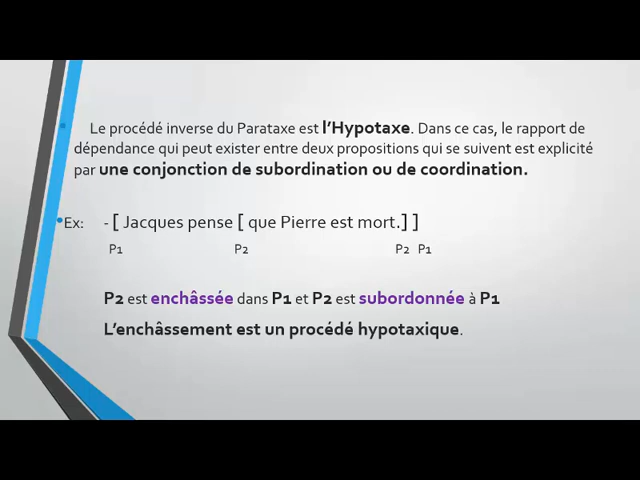 Le procédé inverse du Parataxe est l'Hypotaxe. Dans ce cas, le rapport de
dépendance qui peut exister entre deux propositions qui se suivent est explicité
par une conjonction de subordination ou de coordination.
Ex: - [ Jacques pense [ que Pierre est mort.] ]
P1 P2 P2 P1
P2 est enchâssée dans P1 et P2 est subordonnée à P1
L'enchâssement est un procédé hypotaxique.